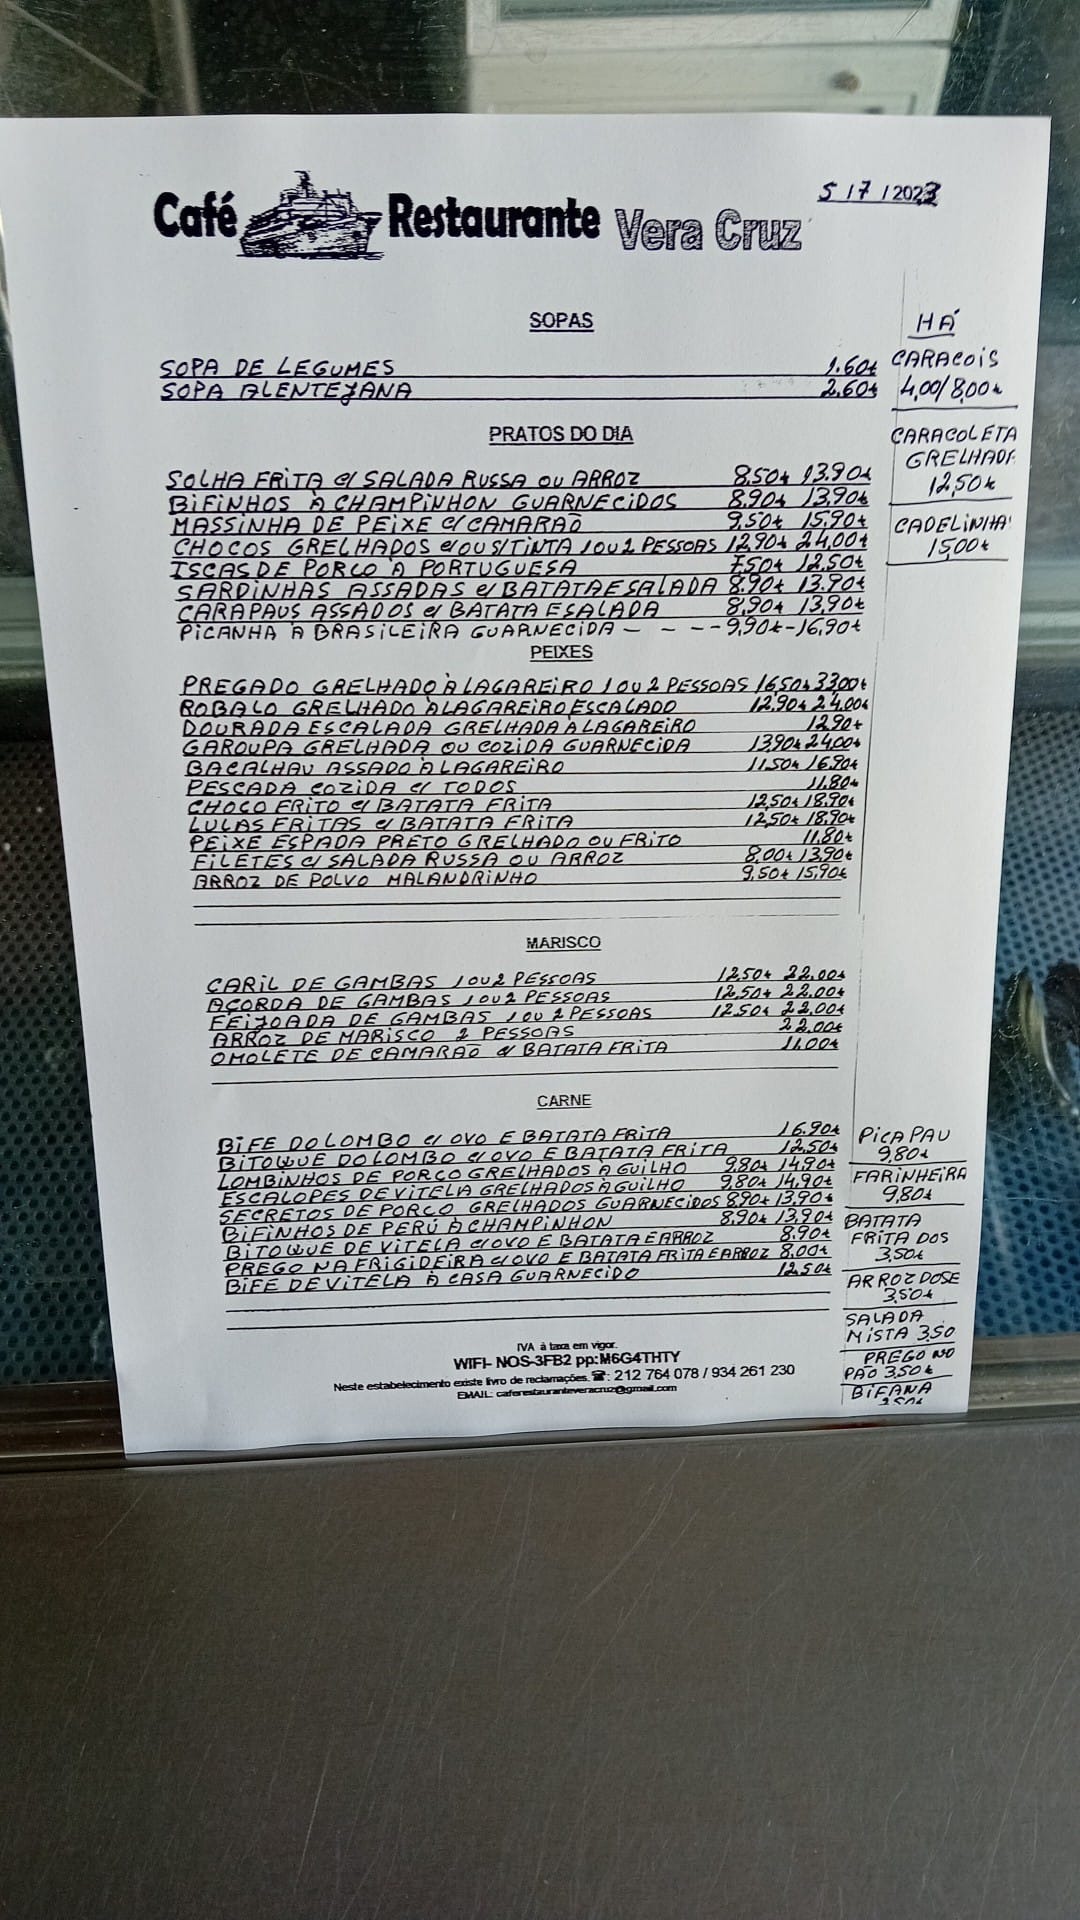 Café Restaurante Vera Cruz
5/7/2023
SOPAS
SOPA DE LEGUMES 1.60€
SOPA ALENTEJANA 2.60€
PRATOS DO DIA
SOLHA FRITA C/ SALADA RUSSA OU ARROZ 8.50€ 13.90€
BIFINHOS À CHAMPINHON GUARNECIDOS 8.90€ 13,90€
MASSINHA DE PEIXE C/ CAMARÃO 9,50€ 15,90€
CHOCOS GRELHADOS C/OU S/TINTA 1 OU 2 PESSOAS 12,90€ 24,00€
ISCAS DE PORCO À PORTUGUESA 7,50€ 12,50€
SARDINHAS ASSADAS C/ BATATA E SALADA 8.90€ 13.90€
CARAPAUS ASSADOS C/ BATATA E SALADA 8,90€ 13,90€
PICANHA À BRASILEIRA GUARNECIDA - - - - 9,90€ - 16,90€
PEIXES
PREGADO GRELHADO À LAGAREIRO 1 OU 2 PESSOAS 16,50€ 33,00€
ROBALO GRELHADO À LAGAREIRO ESCALADO 12,90€ 24,00€
DOURADA ESCALADA GRELHADA À LAGAREIRO 12,90€
GAROUPA GRELHADA OU COZIDA GUARNECIDA 13,90€ 24,00€
BACALHAU ASSADO À LAGAREIRO 11,50€ 16,90€
PESCADA COZIDA C/ TODOS 11,80€
CHOCO FRITO C/ BATATA FRITA 12,50€ 18,90€
LULAS FRITAS C/ BATATA FRITA 12,50€ 18,90€
PEIXE ESPADA PRETO GRELHADO OU FRITO 11,80€
FILETES C/ SALADA RUSSA OU ARROZ 8,00€ 13,90€
ARROZ DE POLVO MALANDRINHO 9,50€ 15,90€
MARISCO
CARIL DE GAMBAS 1 OU 2 PESSOAS 12,50€ 22,00€
AÇORDA DE GAMBAS 1 OU 2 PESSOAS 12,50€ 22,00€
FEIJOADA DE GAMBAS 1 OU 2 PESSOAS 12,50€ 22,00€
ARROZ DE MARISCO 2 PESSOAS 22,00€
OMOLETE DE CAMARÃO C/ BATATA FRITA 11,00€
CARNE
BIFE DO LOMBO C/ OVO E BATATA FRITA 16,90€
BITOQUE DO LOMBO C/ OVO E BATATA FRITA 12,50€
LOMBINHOS DE PORCO GRELHADOS À GUILHO 9,80€ 14,90€
ESCALOPES DE VITELA GRELHADOS À GUILHO 9,80€ 14,90€
SECRETOS DE PORCO GRELHADOS GUARNECIDOS 8,90€ 13,90€
BIFINHOS DE PERÚ À CHAMPINHON 8,90€ 13,90€
BITOQUE DE VITELA C/ OVO E BATATA E ARROZ 8,90€
PREGO NA FRIGIDEIRA C/ OVO E BATATA FRITA E ARROZ 8,00€
BIFE DE VITELA À CASA GUARNECIDO 12,50€
IVA à taxa em vigor.
WIFI- NOS-3FB2 pp:M6G4THTY
Neste estabelecimento existe livro de reclamações. ☎: 212 764 078 / 934 261 230
EMAIL: caferestauranteveracruz@gmail.com
HÁ
CARACOIS
4,00/8,00€
CARACOLETA
GRELHADA
12,50€
CADELINHAS
15,00€
PICA PAU
9,80€
FARINHEIRA
9,80€
BATATA
FRITA DOS
3,50€
ARROZ DOSE
3,50€
SALADA
MISTA 3,50
PREGO NO
PÃO 3,50€
BIFANA